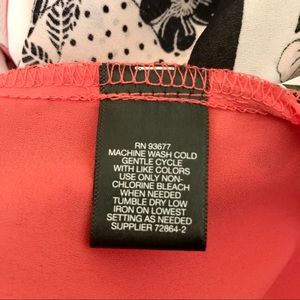 RN 93677
MACHINE WASH COLD
GENTLE CYCLE
WITH LIKE COLORS
USE ONLY NON-
CHLORINE BLEACH
WHEN NEEDED
TUMBLE DRY LOW
IRON ON LOWEST
SETTING AS NEEDED
SUPPLIER 72864-2